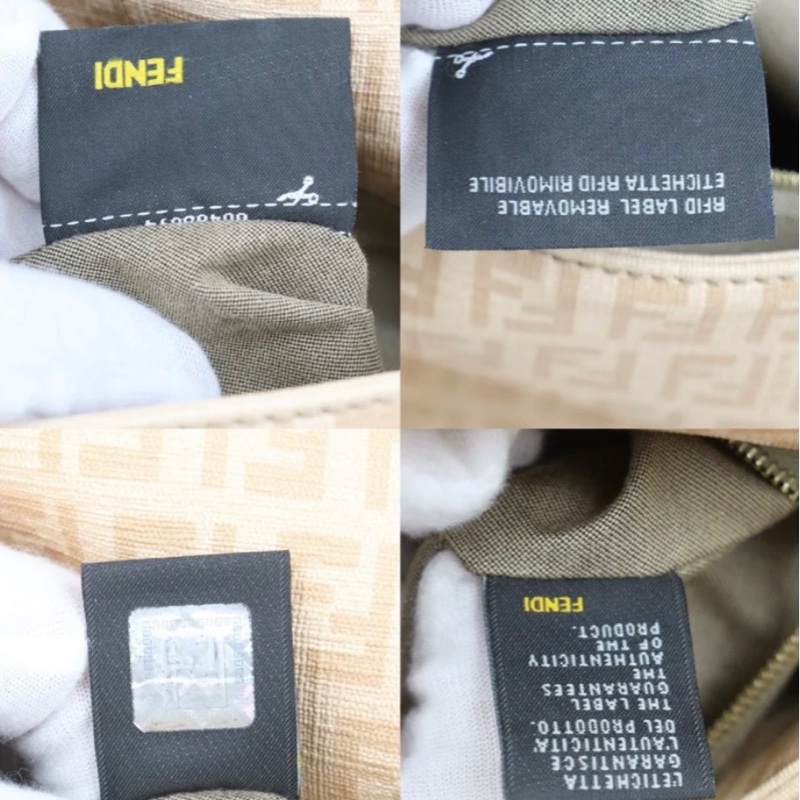 FENDI
ETICHETTA RFID RIMOVIBILE
RFID LABEL REMOVABLE
L'ETICHETTA
GARANTISCE
L'AUTENTICITA'
DEL PRODOTTO.
THE LABEL
GUARANTEES
THE
AUTHENTICITY
OF THE
PRODUCT.
FENDI